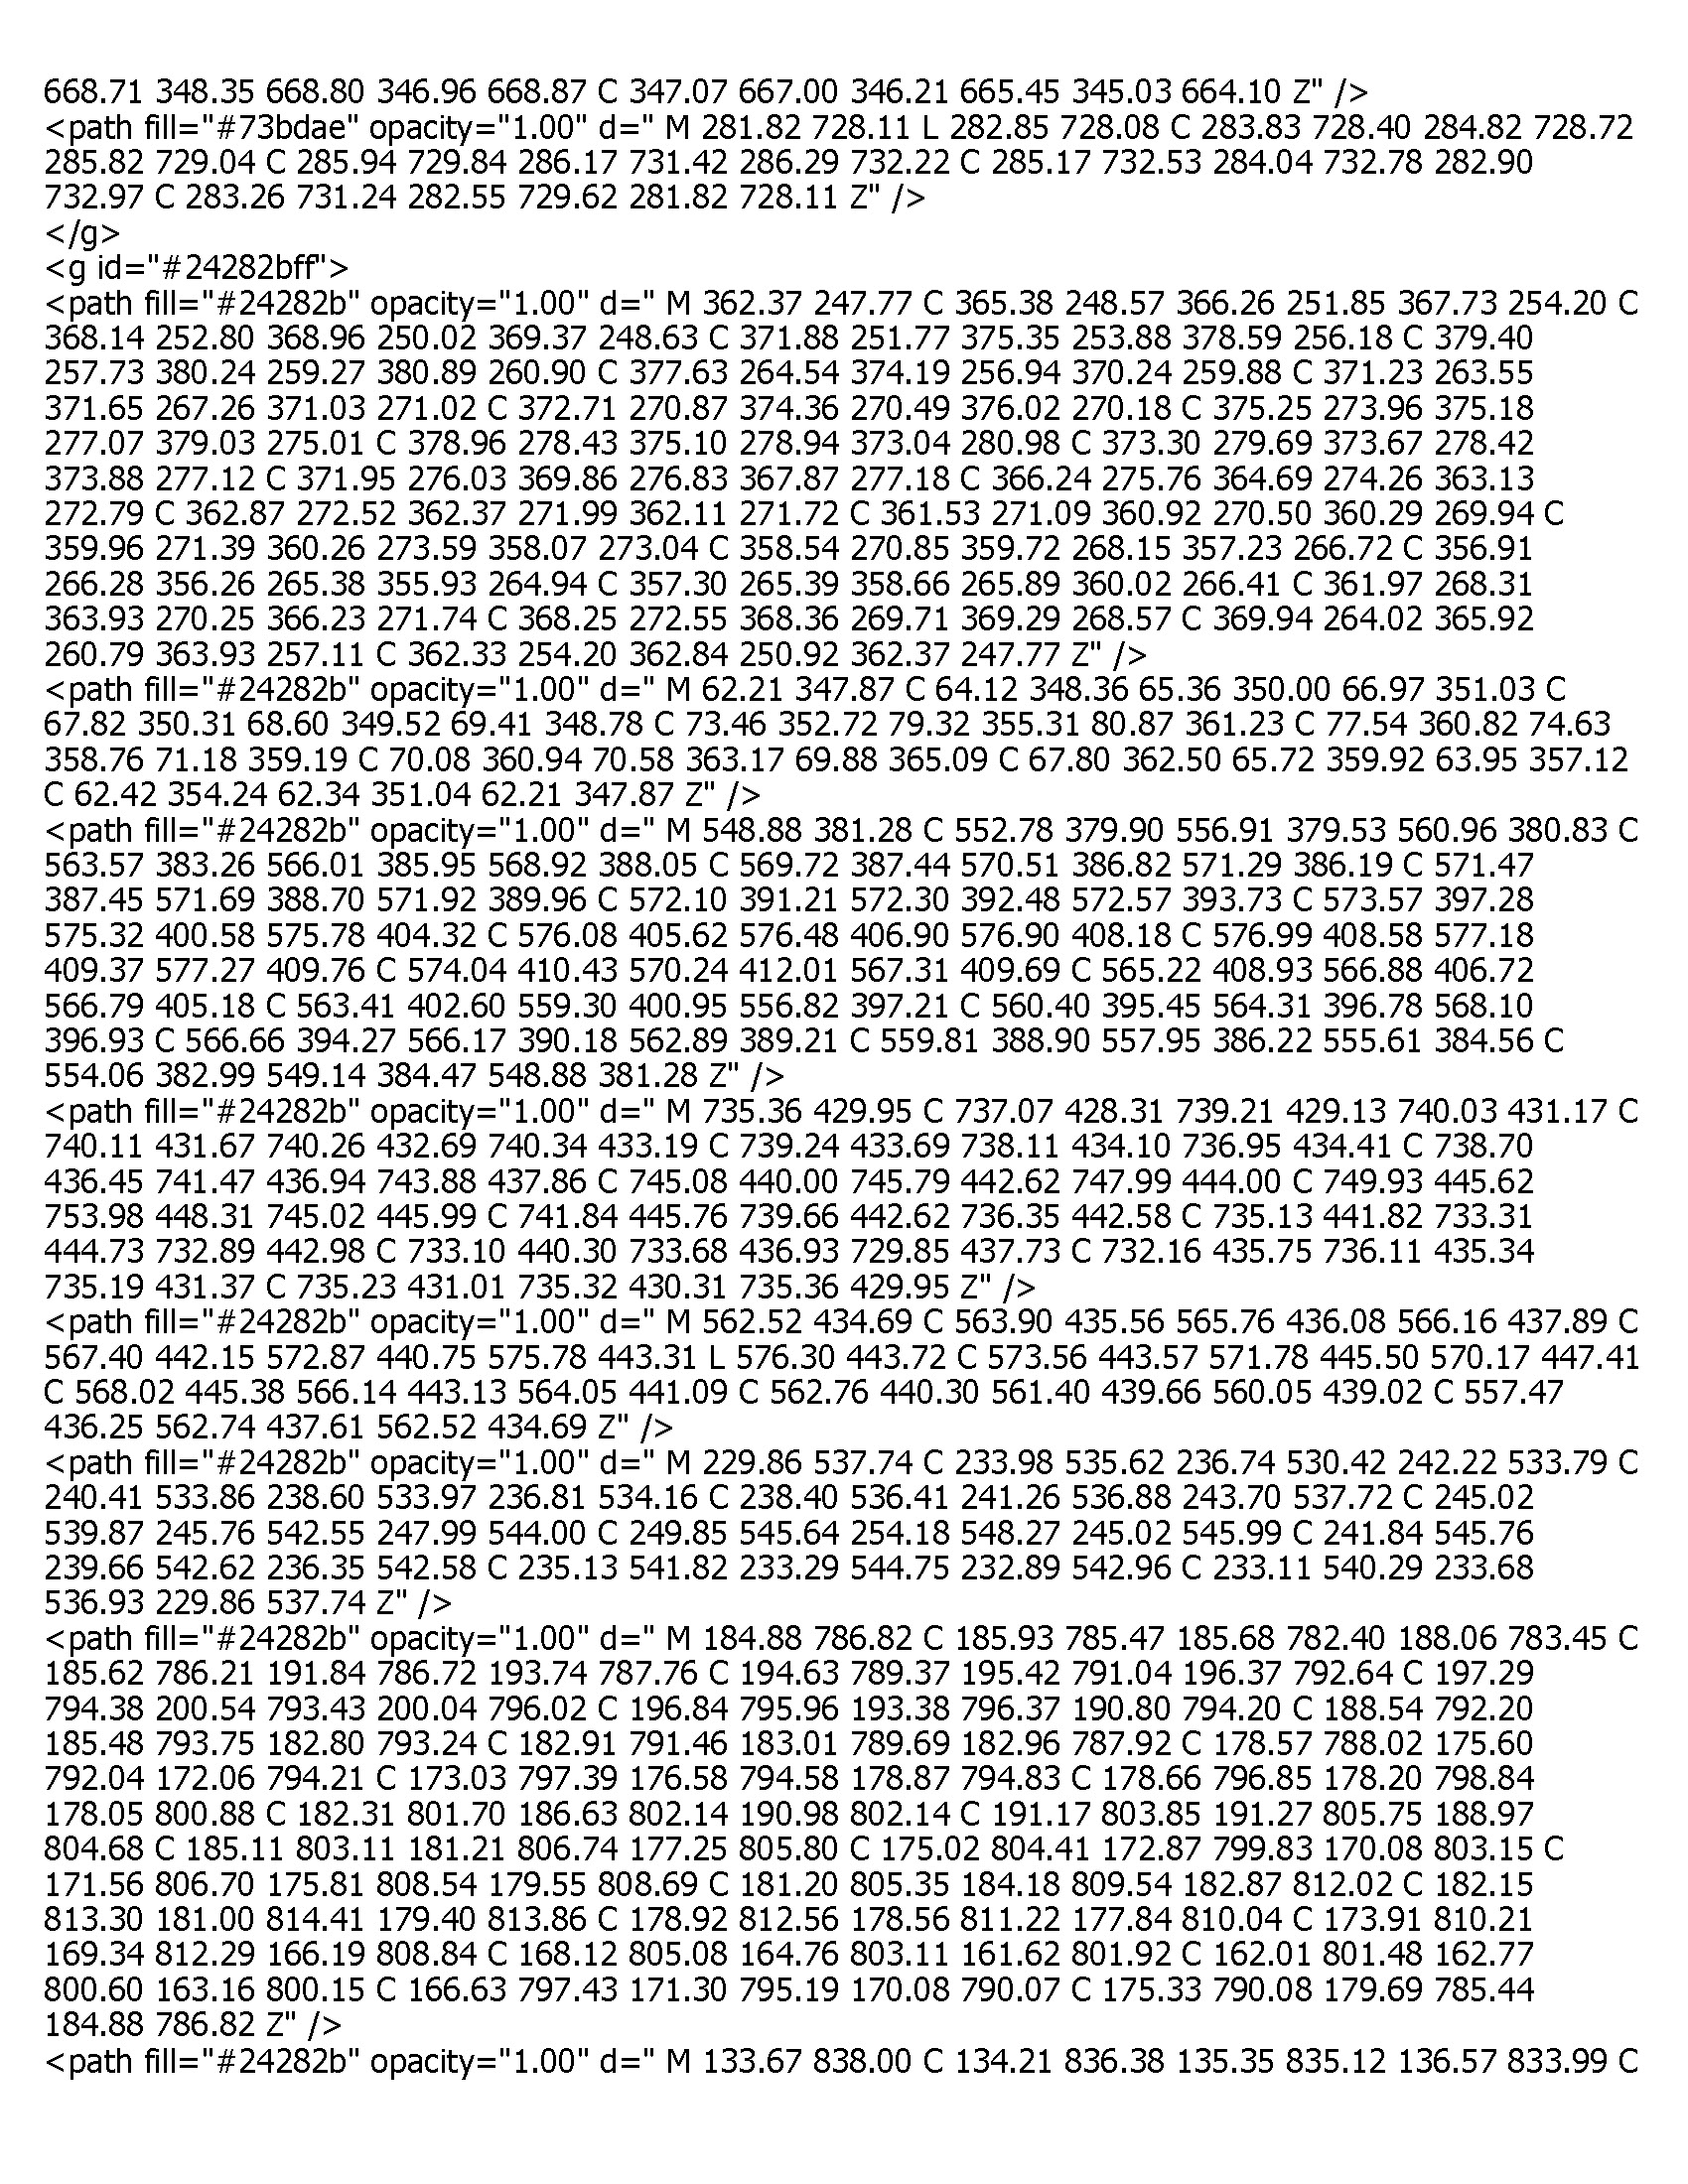 668.71 348.35 668.80 346.96 668.87 C 347.07 667.00 346.21 665.45 345.03 664.10 Z" />
<path fill="#73bdae" opacity="1.00" d=" M 281.82 728.11 L 282.85 728.08 C 283.83 728.40 284.82 728.72
285.82 729.04 C 285.94 729.84 286.17 731.42 286.29 732.22 C 285.17 732.53 284.04 732.78 282.90
732.97 C 283.26 731.24 282.55 729.62 281.82 728.11 Z" />
</g>
<g id="#24282bff">
<path fill="#24282b" opacity="1.00" d=" M 362.37 247.77 C 365.38 248.57 366.26 251.85 367.73 254.20 C
368.14 252.80 368.96 250.02 369.37 248.63 C 371.88 251.77 375.35 253.88 378.59 256.18 C 379.40
257.73 380.24 259.27 380.89 260.90 C 377.63 264.54 374.19 256.94 370.24 259.88 C 371.23 263.55
371.65 267.26 371.03 271.02 C 372.71 270.87 374.36 270.49 376.02 270.18 C 375.25 273.96 375.18
277.07 379.03 275.01 C 378.96 278.43 375.10 278.94 373.04 280.98 C 373.30 279.69 373.67 278.42
373.88 277.12 C 371.95 276.03 369.86 276.83 367.87 277.18 C 366.24 275.76 364.69 274.26 363.13
272.79 C 362.87 272.52 362.37 271.99 362.11 271.72 C 361.53 271.09 360.92 270.50 360.29 269.94 C
359.96 271.39 360.26 273.59 358.07 273.04 C 358.54 270.85 359.72 268.15 357.23 266.72 C 356.91
266.28 356.26 265.38 355.93 264.94 C 357.30 265.39 358.66 265.89 360.02 266.41 C 361.97 268.31
363.93 270.25 366.23 271.74 C 368.25 272.55 368.36 269.71 369.29 268.57 C 369.94 264.02 365.92
260.79 363.93 257.11 C 362.33 254.20 362.84 250.92 362.37 247.77 Z" />
<path fill="#24282b" opacity="1.00" d=" M 62.21 347.87 C 64.12 348.36 65.36 350.00 66.97 351.03 C
67.82 350.31 68.60 349.52 69.41 348.78 C 73.46 352.72 79.32 355.31 80.87 361.23 C 77.54 360.82 74.63
358.76 71.18 359.19 C 70.08 360.94 70.58 363.17 69.88 365.09 C 67.80 362.50 65.72 359.92 63.95 357.12
C 62.42 354.24 62.34 351.04 62.21 347.87 Z" />
<path fill="#24282b" opacity="1.00" d=" M 548.88 381.28 C 552.78 379.90 556.91 379.53 560.96 380.83 C
563.57 383.26 566.01 385.95 568.92 388.05 C 569.72 387.44 570.51 386.82 571.29 386.19 C 571.47
387.45 571.69 388.70 571.92 389.96 C 572.10 391.21 572.30 392.48 572.57 393.73 C 573.57 397.28
575.32 400.58 575.78 404.32 C 576.08 405.62 576.48 406.90 576.90 408.18 C 576.99 408.58 577.18
409.37 577.27 409.76 C 574.04 410.43 570.24 412.01 567.31 409.69 C 565.22 408.93 566.88 406.72
566.79 405.18 C 563.41 402.60 559.30 400.95 556.82 397.21 C 560.40 395.45 564.31 396.78 568.10
396.93 C 566.66 394.27 566.17 390.18 562.89 389.21 C 559.81 388.90 557.95 386.22 555.61 384.56 C
554.06 382.99 549.14 384.47 548.88 381.28 Z" />
<path fill="#24282b" opacity="1.00" d=" M 735.36 429.95 C 737.07 428.31 739.21 429.13 740.03 431.17 C
740.11 431.67 740.26 432.69 740.34 433.19 C 739.24 433.69 738.11 434.10 736.95 434.41 C 738.70
436.45 741.47 436.94 743.88 437.86 C 745.08 440.00 745.79 442.62 747.99 444.00 C 749.93 445.62
753.98 448.31 745.02 445.99 C 741.84 445.76 739.66 442.62 736.35 442.58 C 735.13 441.82 733.31
444.73 732.89 442.98 C 733.10 440.30 733.68 436.93 729.85 437.73 C 732.16 435.75 736.11 435.34
735.19 431.37 C 735.23 431.01 735.32 430.31 735.36 429.95 Z" />
<path fill="#24282b" opacity="1.00" d=" M 562.52 434.69 C 563.90 435.56 565.76 436.08 566.16 437.89 C
567.40 442.15 572.87 440.75 575.78 443.31 L 576.30 443.72 C 573.56 443.57 571.78 445.50 570.17 447.41
C 568.02 445.38 566.14 443.13 564.05 441.09 C 562.76 440.30 561.40 439.66 560.05 439.02 C 557.47
436.25 562.74 437.61 562.52 434.69 Z" />
<path fill="#24282b" opacity="1.00" d=" M 229.86 537.74 C 233.98 535.62 236.74 530.42 242.22 533.79 C
240.41 533.86 238.60 533.97 236.81 534.16 C 238.40 536.41 241.26 536.88 243.70 537.72 C 245.02
539.87 245.76 542.55 247.99 544.00 C 249.85 545.64 254.18 548.27 245.02 545.99 C 241.84 545.76
239.66 542.62 236.35 542.58 C 235.13 541.82 233.29 544.75 232.89 542.96 C 233.11 540.29 233.68
536.93 229.86 537.74 Z" />
<path fill="#24282b" opacity="1.00" d=" M 184.88 786.82 C 185.93 785.47 185.68 782.40 188.06 783.45 C
185.62 786.21 191.84 786.72 193.74 787.76 C 194.63 789.37 195.42 791.04 196.37 792.64 C 197.29
794.38 200.54 793.43 200.04 796.02 C 196.84 795.96 193.38 796.37 190.80 794.20 C 188.54 792.20
185.48 793.75 182.80 793.24 C 182.91 791.46 183.01 789.69 182.96 787.92 C 178.57 788.02 175.60
792.04 172.06 794.21 C 173.03 797.39 176.58 794.58 178.87 794.83 C 178.66 796.85 178.20 798.84
178.05 800.88 C 182.31 801.70 186.63 802.14 190.98 802.14 C 191.17 803.85 191.27 805.75 188.97
804.68 C 185.11 803.11 181.21 806.74 177.25 805.80 C 175.02 804.41 172.87 799.83 170.08 803.15 C
171.56 806.70 175.81 808.54 179.55 808.69 C 181.20 805.35 184.18 809.54 182.87 812.02 C 182.15
813.30 181.00 814.41 179.40 813.86 C 178.92 812.56 178.56 811.22 177.84 810.04 C 173.91 810.21
169.34 812.29 166.19 808.84 C 168.12 805.08 164.76 803.11 161.62 801.92 C 162.01 801.48 162.77
800.60 163.16 800.15 C 166.63 797.43 171.30 795.19 170.08 790.07 C 175.33 790.08 179.69 785.44
184.88 786.82 Z" />
<path fill="#24282b" opacity="1.00" d=" M 133.67 838.00 C 134.21 836.38 135.35 835.12 136.57 833.99 C